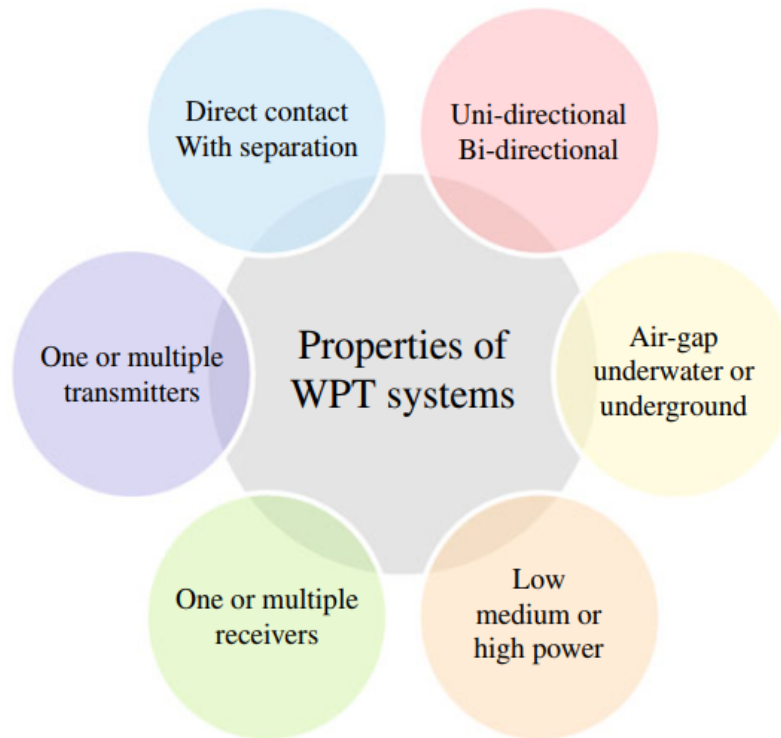 Direct contact
With separation
Uni-directional
Bi-directional
One or multiple
transmitters
Properties of
WPT systems
Air-gap
underwater or
underground
One or multiple
receivers
Low
medium or
high power